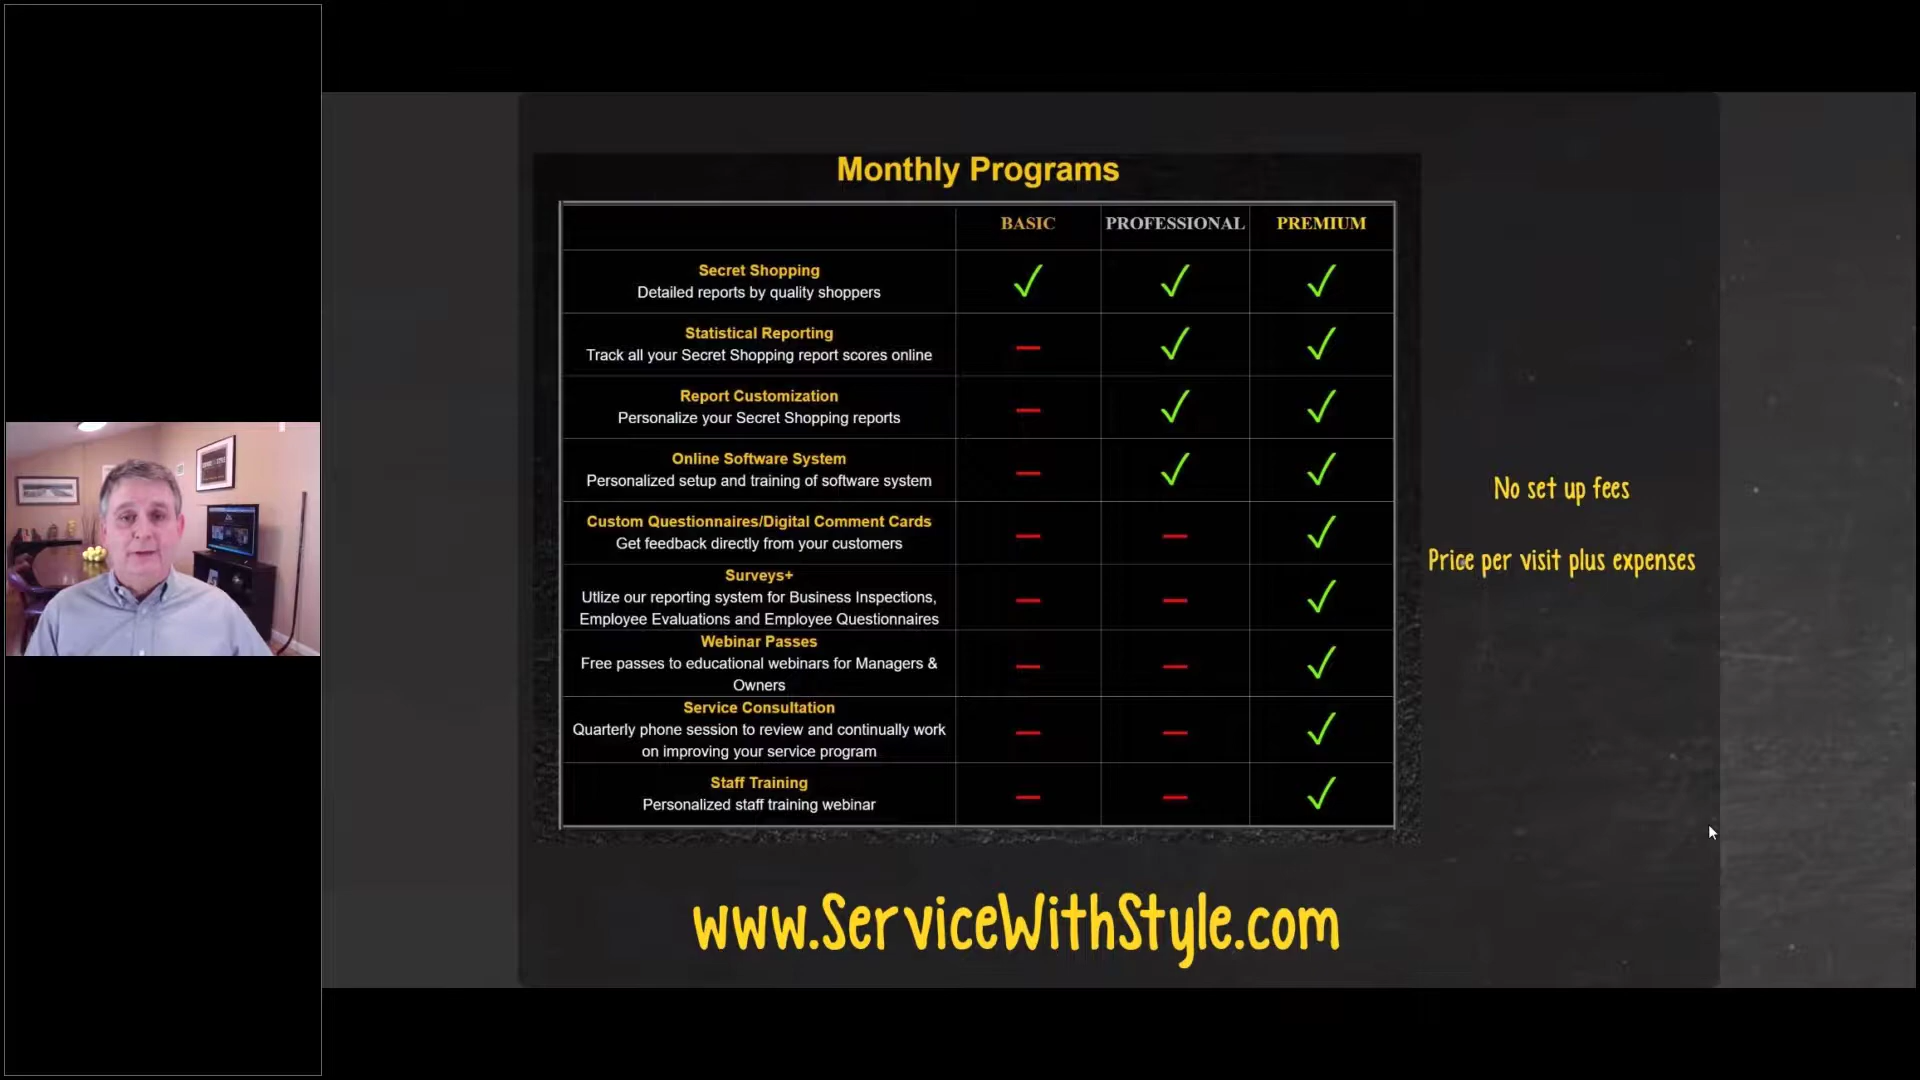 Monthly Programs
BASIC PROFESSIONAL PREMIUM
Secret Shopping
Detailed reports by quality shoppers
Statistical Reporting
Track all your Secret Shopping report scores online
Report Customization
Personalize your Secret Shopping reports
Online Software System
Personalized setup and training of software system
Custom Questionnaires/Digital Comment Cards
Get feedback directly from your customers
Surveys+
Utlize our reporting system for Business Inspections,
Employee Evaluations and Employee Questionnaires
Webinar Passes
Free passes to educational webinars for Managers &
Owners
Service Consultation
Quarterly phone session to review and continually work
on improving your service program
Staff Training
Personalized staff training webinar
No set up fees
Price per visit plus expenses
www.ServiceWithStyle.com